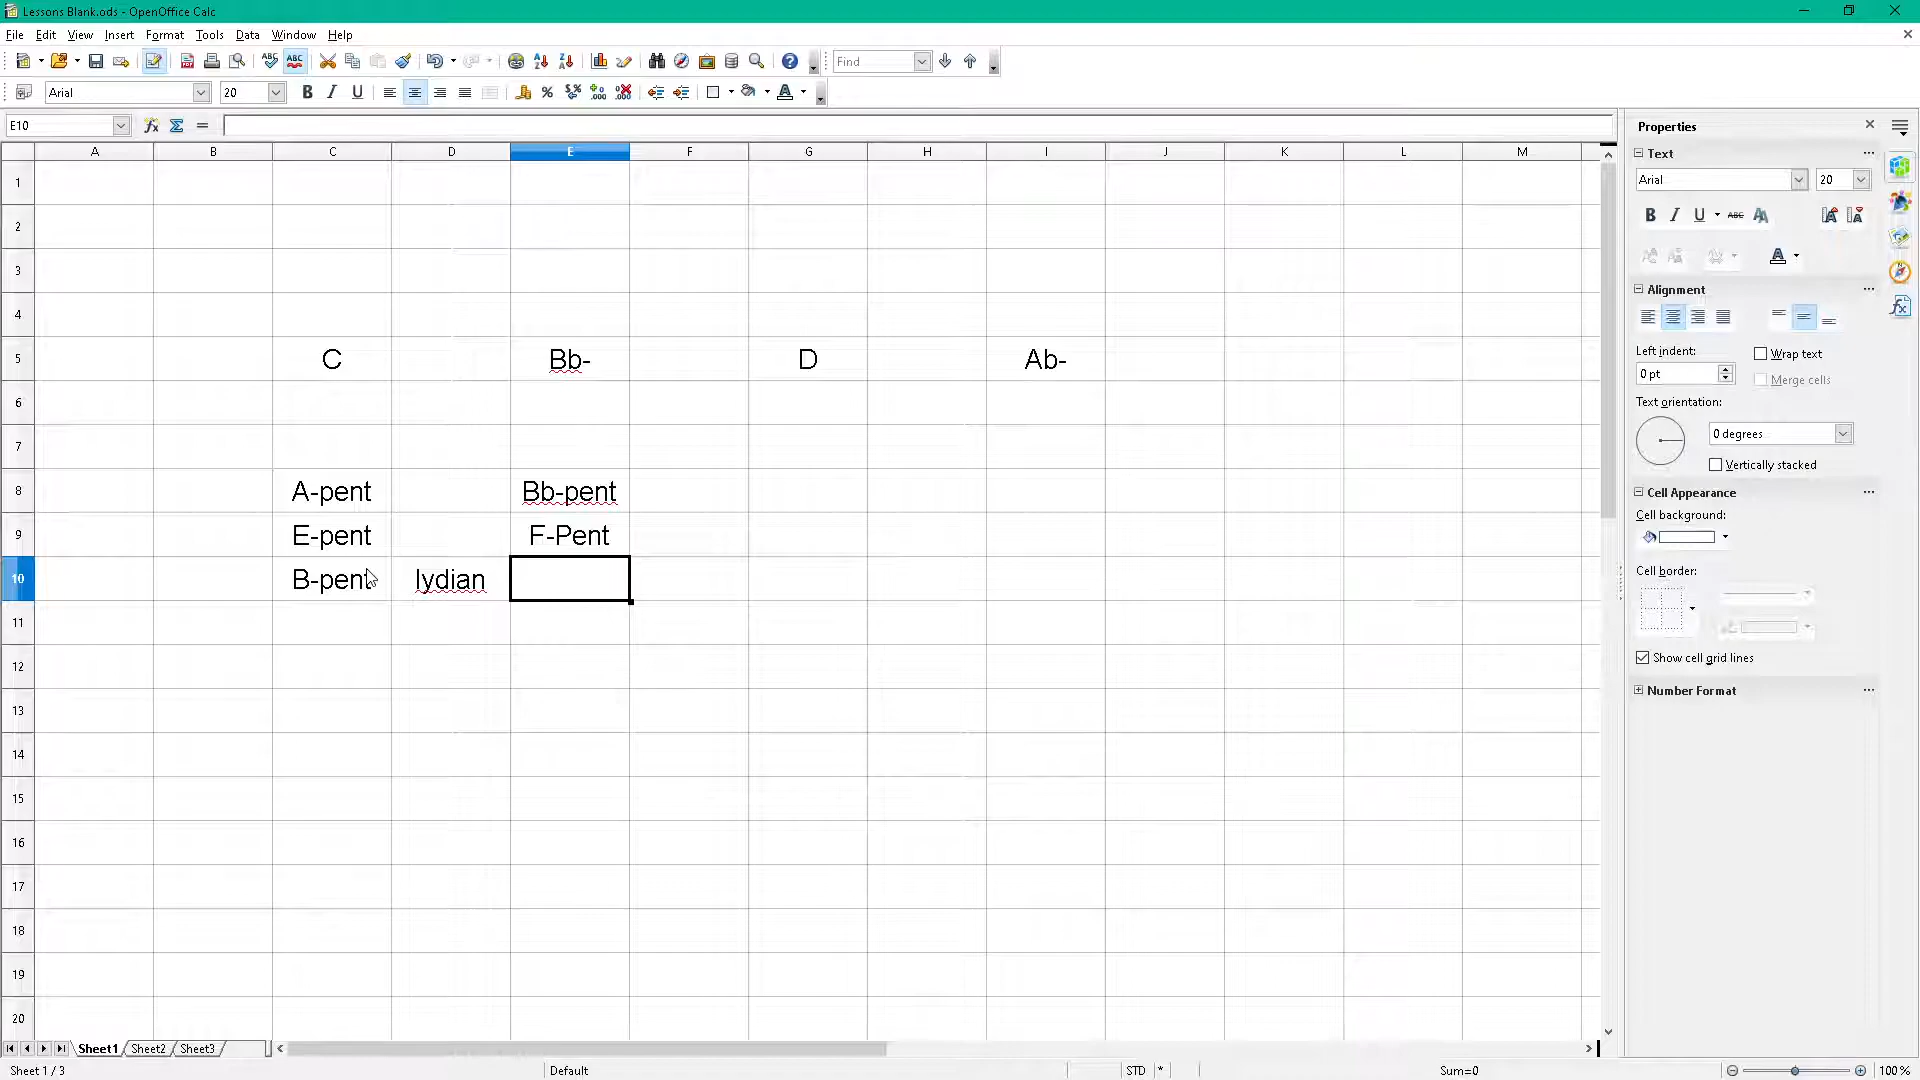 Lessons Blank.ods - OpenOffice Calc
File Edit View Insert Format Tools Data Window Help
Find
Arial 20
E10
Properties
A B C D E F G H I J K L M
Text
1
Arial 20
2
3
Alignment
4
Left indent: Wrap text
5 C Bb- D Ab-
0 pt Merge cells
6
Text orientation:
7
0 degrees
Vertically stacked
8 A-pent Bb-pent
Cell Appearance
Cell background:
9 E-pent F-Pent
Cell border:
10 B-pent lydian
11
12
Show cell grid lines
Number Format
13
14
15
16
17
18
19
20
Sheet1 Sheet2 Sheet3
Sheet 1 / 3 Default STD * Sum=0 100%